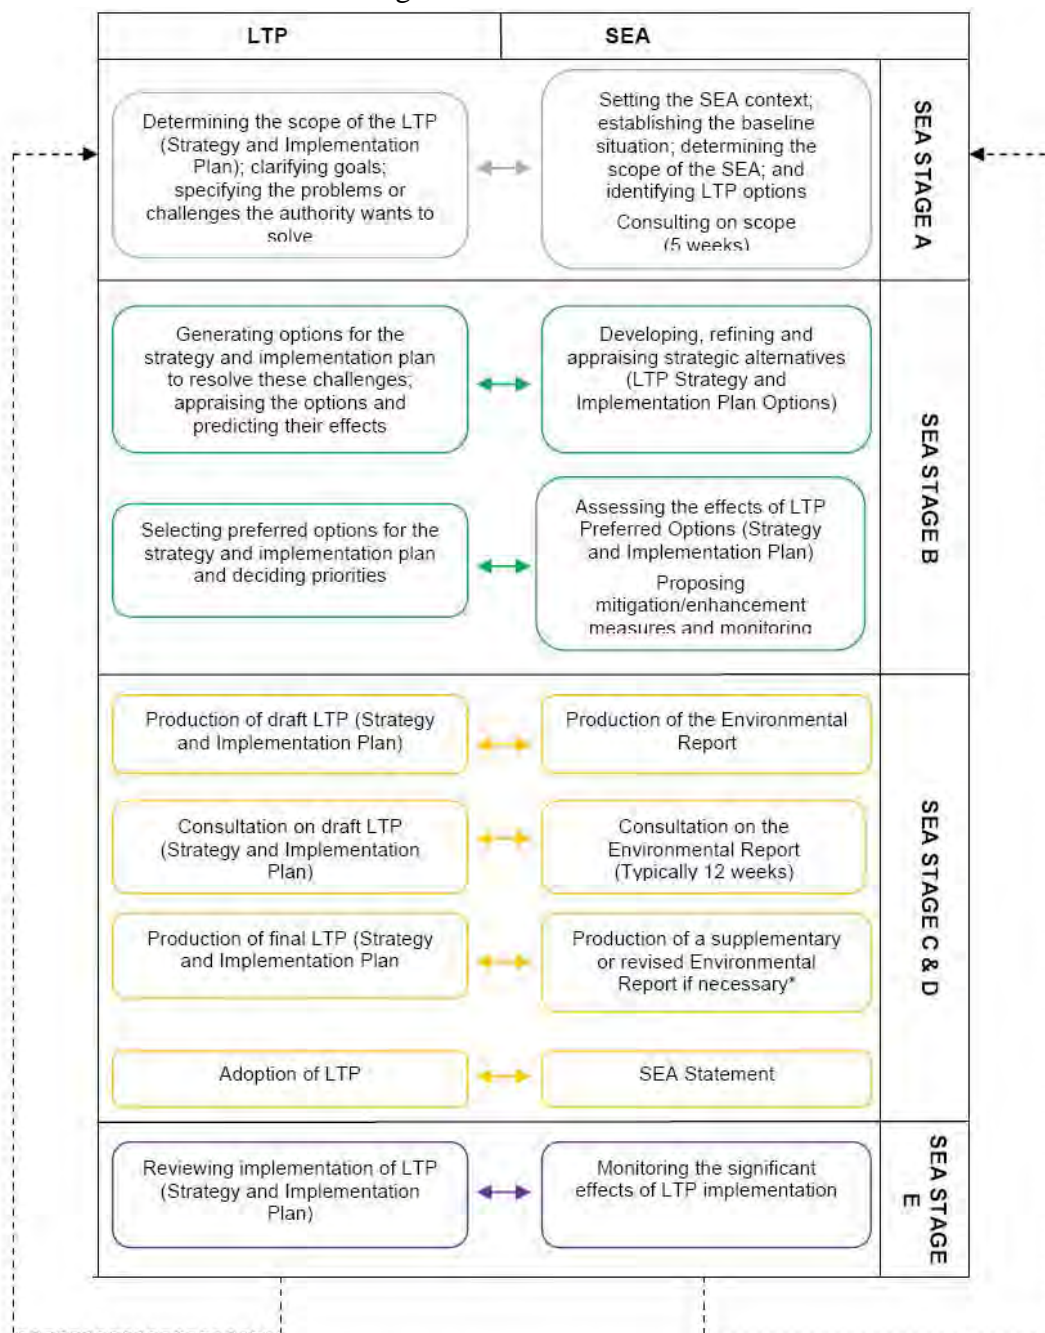 LTP
SEA
Determining the scope of the LTP
(Strategy and Implementation
Plan); clarifying goals;
specifying the problems or
challenges the authority wants to
solve
Setting the SEA context;
establishing the baseline
situation; determining the
scope of the SEA; and
identifying LTP options
Consulting on scope
(5 weeks)
SEA STAGE A
Generating options for the
strategy and implementation plan
to resolve these challenges;
appraising the options and
predicting their effects
Developing, refining and
appraising strategic alternatives
(LTP Strategy and
Implementation Plan Options)
Selecting preferred options for the
strategy and implementation plan
and deciding priorities
Assessing the effects of LTP
Preferred Options (Strategy
and Implementation Plan)
Proposing
mitigation/enhancement
measures and monitoring
SEA STAGE B
Production of draft LTP (Strategy
and Implementation Plan)
Production of the Environmental
Report
Consultation on draft LTP
(Strategy and Implementation
Plan)
Consultation on the
Environmental Report
(Typically 12 weeks)
Production of final LTP (Strategy
and Implementation Plan
Production of a supplementary
or revised Environmental
Report if necessary*
Adoption of LTP
SEA Statement
SEA STAGE C & D
Reviewing implementation of LTP
(Strategy and Implementation
Plan)
Monitoring the significant
effects of LTP implementation
SEA STAGE
E